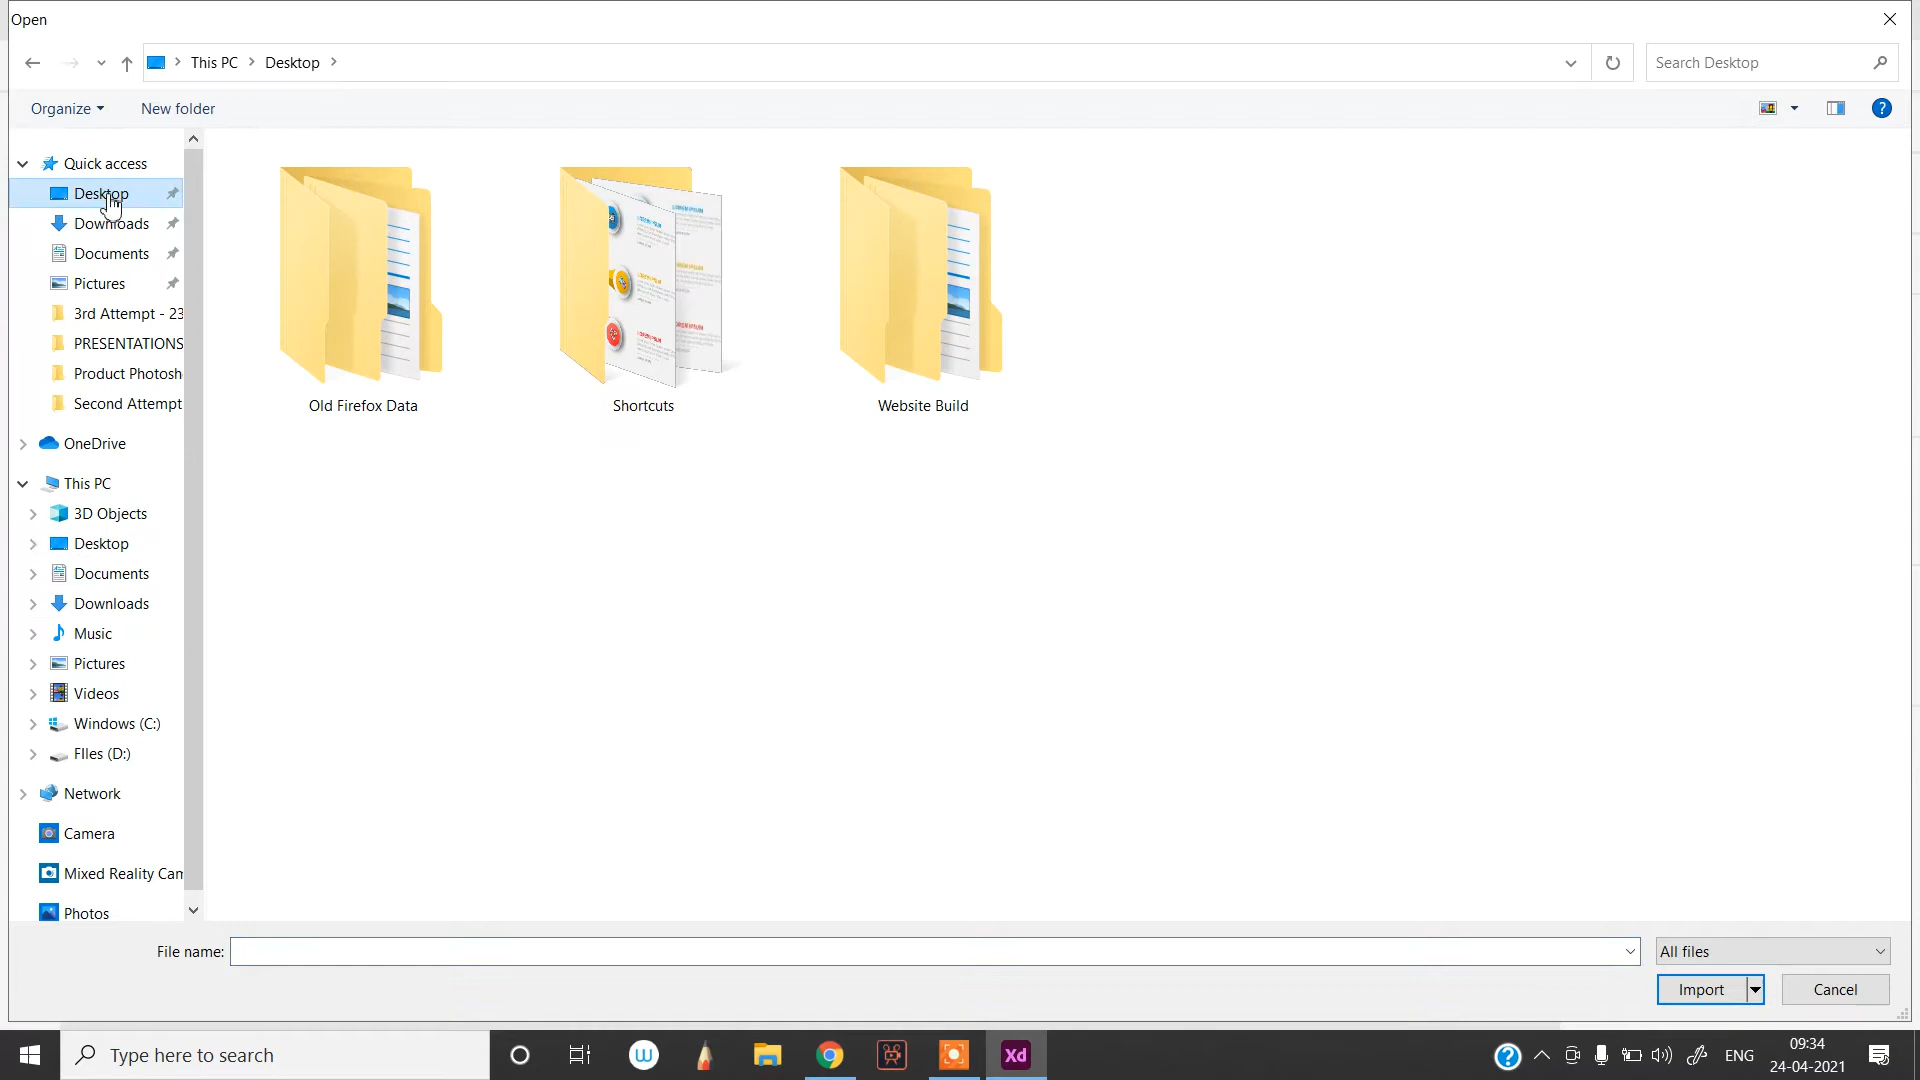 Open
This PC
Desktop
Search Desktop
Organize
New folder
Quick access
Desktop
Downloads
Documents
Pictures
3rd Attempt - 23
PRESENTATIONS
Product Photosh
Second Attempt
OneDrive
This PC
3D Objects
Desktop
Documents
Downloads
Music
Pictures
Videos
Windows (C:)
FIles (D:)
Network
Camera
Mixed Reality Cam
Photos
Old Firefox Data
Shortcuts
Website Build
File name:
All files
Import
Cancel
Type here to search
Xd
ENG
09:34
24-04-2021